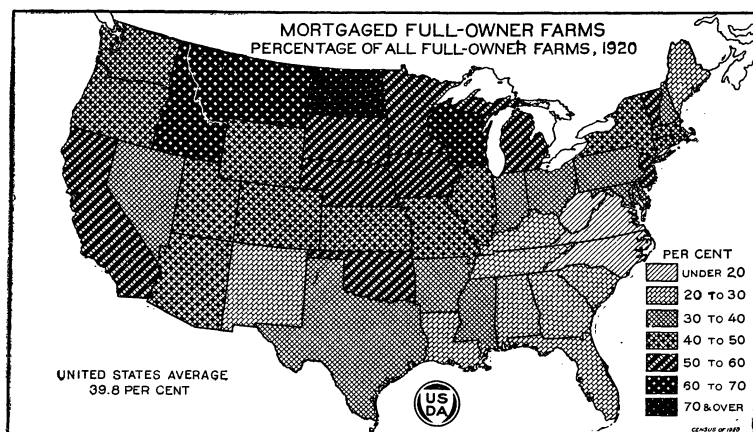 MORTGAGED FULL-OWNER FARMS
PERCENTAGE OF ALL FULL-OWNER FARMS, 1920
PER CENT
UNDER 20
20 TO 30
30 TO 40
40 TO 50
50 TO 60
60 TO 70
70 & OVER
UNITED STATES AVERAGE
39.8 PER CENT
US
DA
CENSUS OF 1920